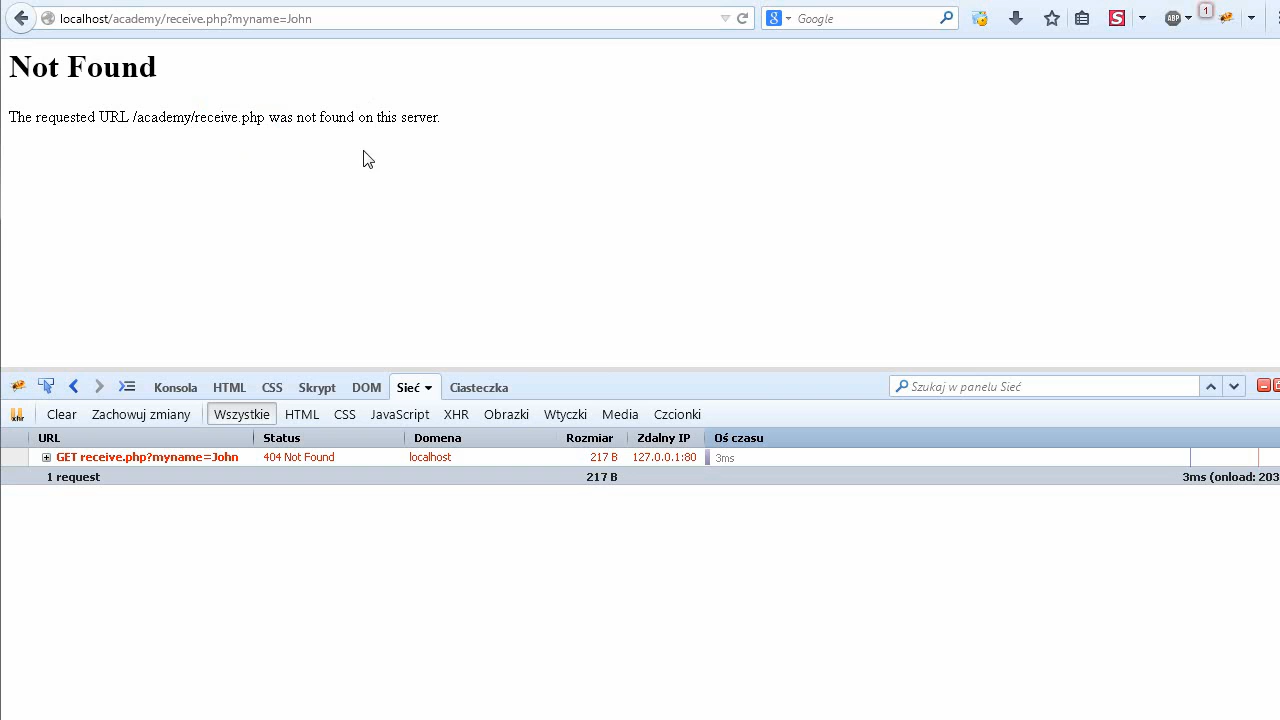 localhost/academy/receive.php?myname=John
Google
1
Not Found
The requested URL /academy/receive.php was not found on this server.
Konsola HTML CSS Skrypt DOM Sieć Ciasteczka
Szukaj w panelu Sieć
Clear Zachowuj zmiany Wszystkie HTML CSS JavaScript XHR Obrazki Wtyczki Media Czcionki
URL Status Domena Rozmiar Zdalny IP Oś czasu
GET receive.php?myname=John 404 Not Found localhost 217 B 127.0.0.1:80 3ms
1 request 217 B 3ms (onload: 203